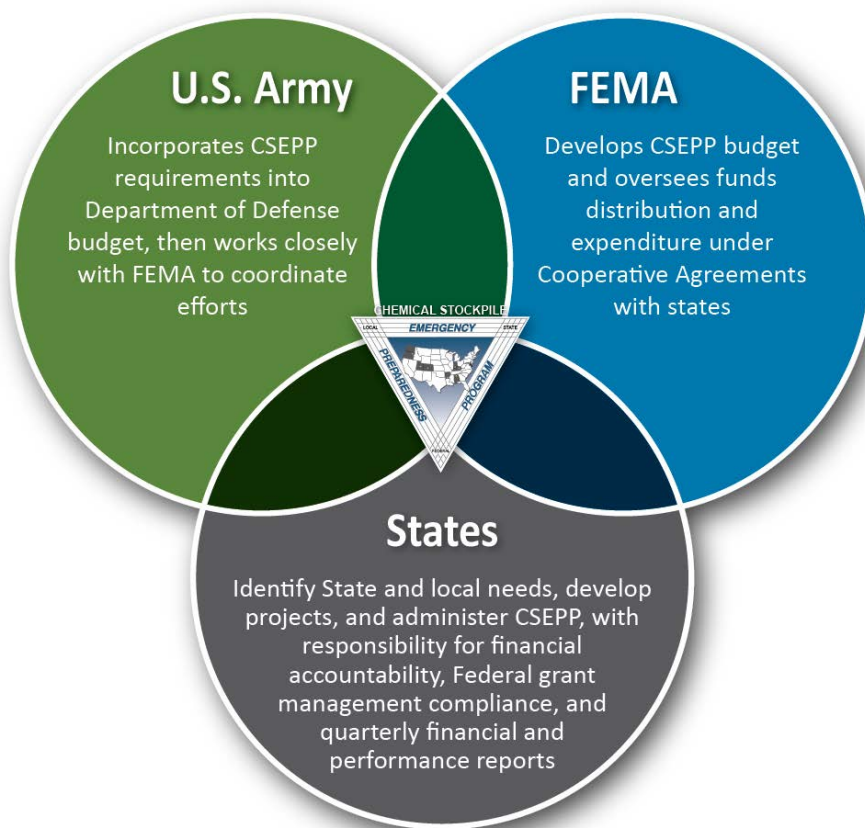 U.S. Army
Incorporates CSEPP
requirements into
Department of Defense
budget, then works closely
with FEMA to coordinate
efforts
FEMA
Develops CSEPP budget
and oversees funds
distribution and
expenditure under
Cooperative Agreements
with states
CHEMICAL STOCKPILE
LOCAL
EMERGENCY
STATE
PREPAREDNESS
PROGRAM
FEDERAL
States
Identify State and local needs, develop
projects, and administer CSEPP, with
responsibility for financial
accountability, Federal grant
management compliance, and
quarterly financial and
performance reports